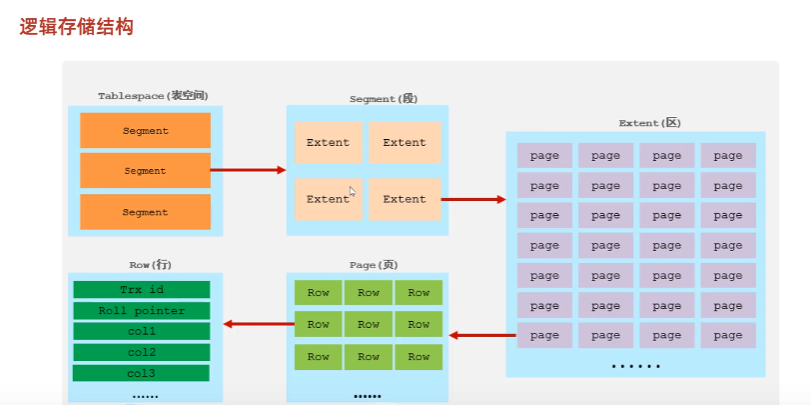 逻辑存储结构
Tablespace(表空间)
Segment
Segment
Segment
Segment(段)
Extent Extent
Extent Extent
Extent(区)
page page page page
page page page page
page page page page
page page page page
page page page page
page page page page
page page page page
......
Row(行)
Trx id
Roll pointer
col1
col2
col3
......
Page(页)
Row Row Row
Row Row Row
Row Row Row
......